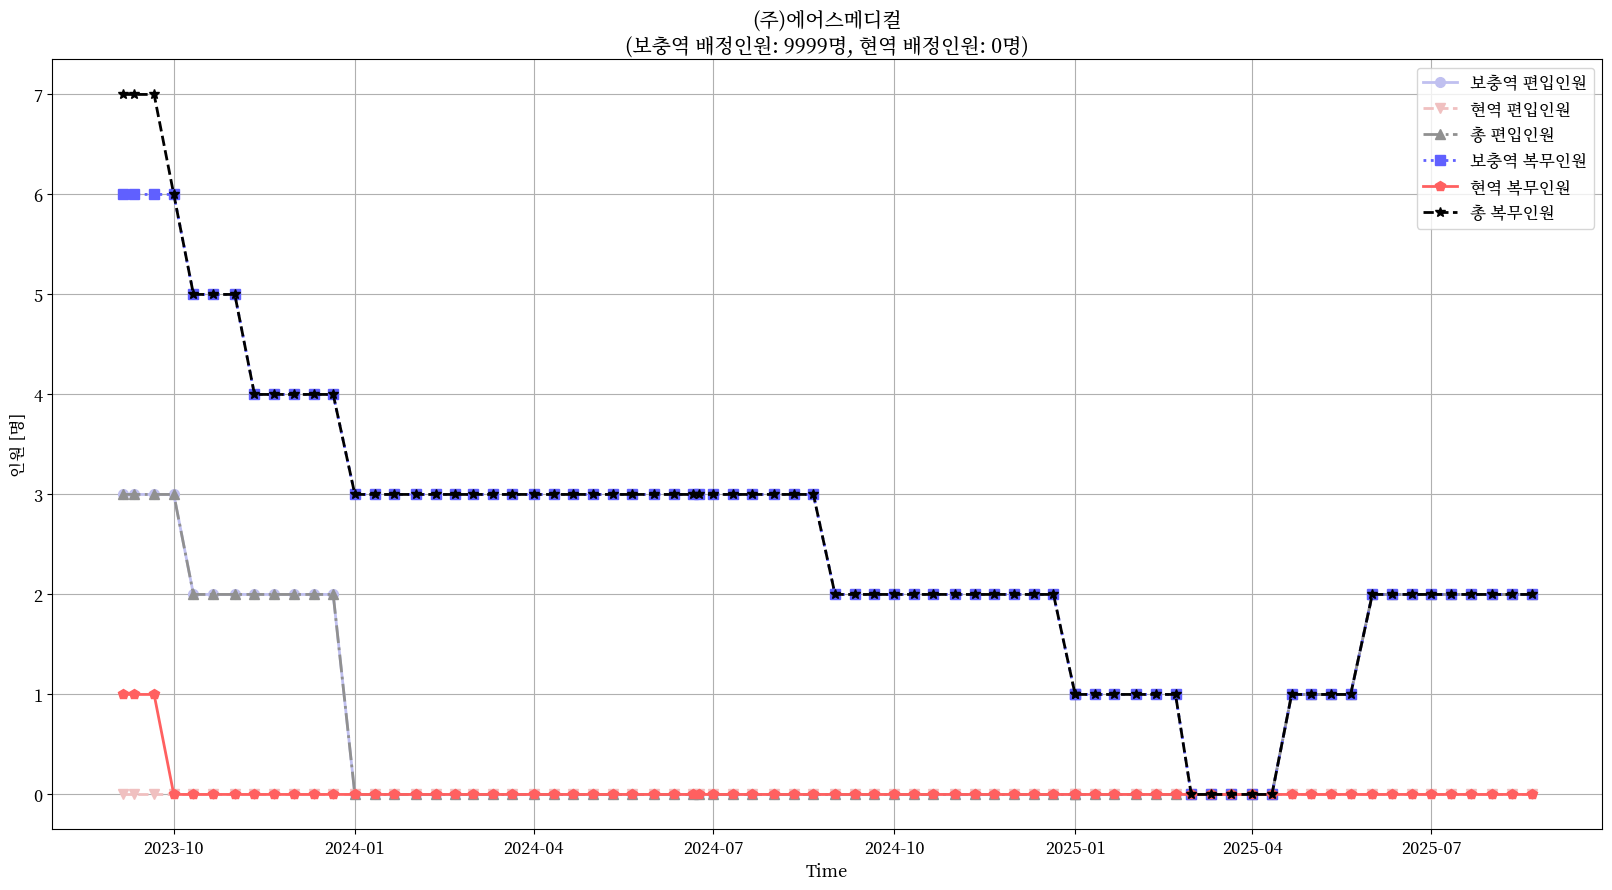 (주)에어스메디컬
(보충역 배정인원: 9999명, 현역 배정인원: 0명)
보충역 편입인원
현역 편입인원
총 편입인원
보충역 복무인원
현역 복무인원
총 복무인원
7
6
5
4
3
2
1
0
인원 [명]
2023-10
2024-01
2024-04
2024-07
2024-10
2025-01
2025-04
2025-07
Time